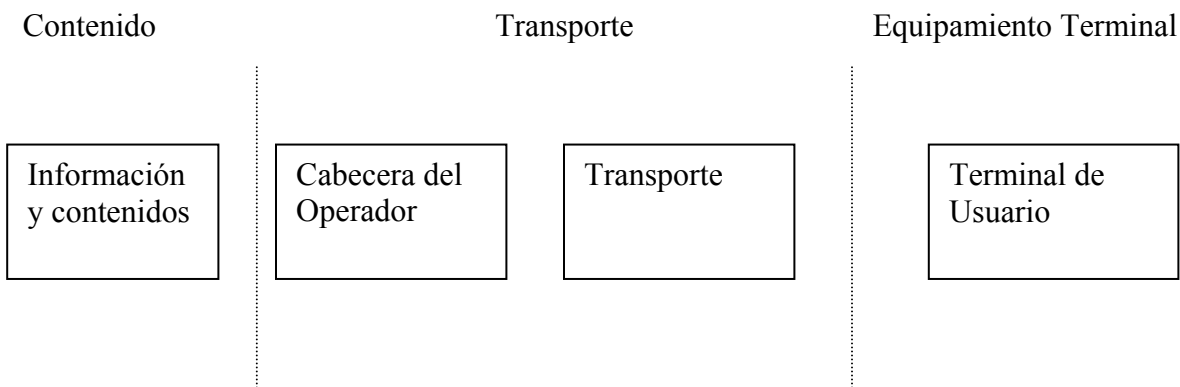 Contenido
Transporte
Equipamiento Terminal
Información
y contenidos
Cabecera del
Operador
Transporte
Terminal de
Usuario